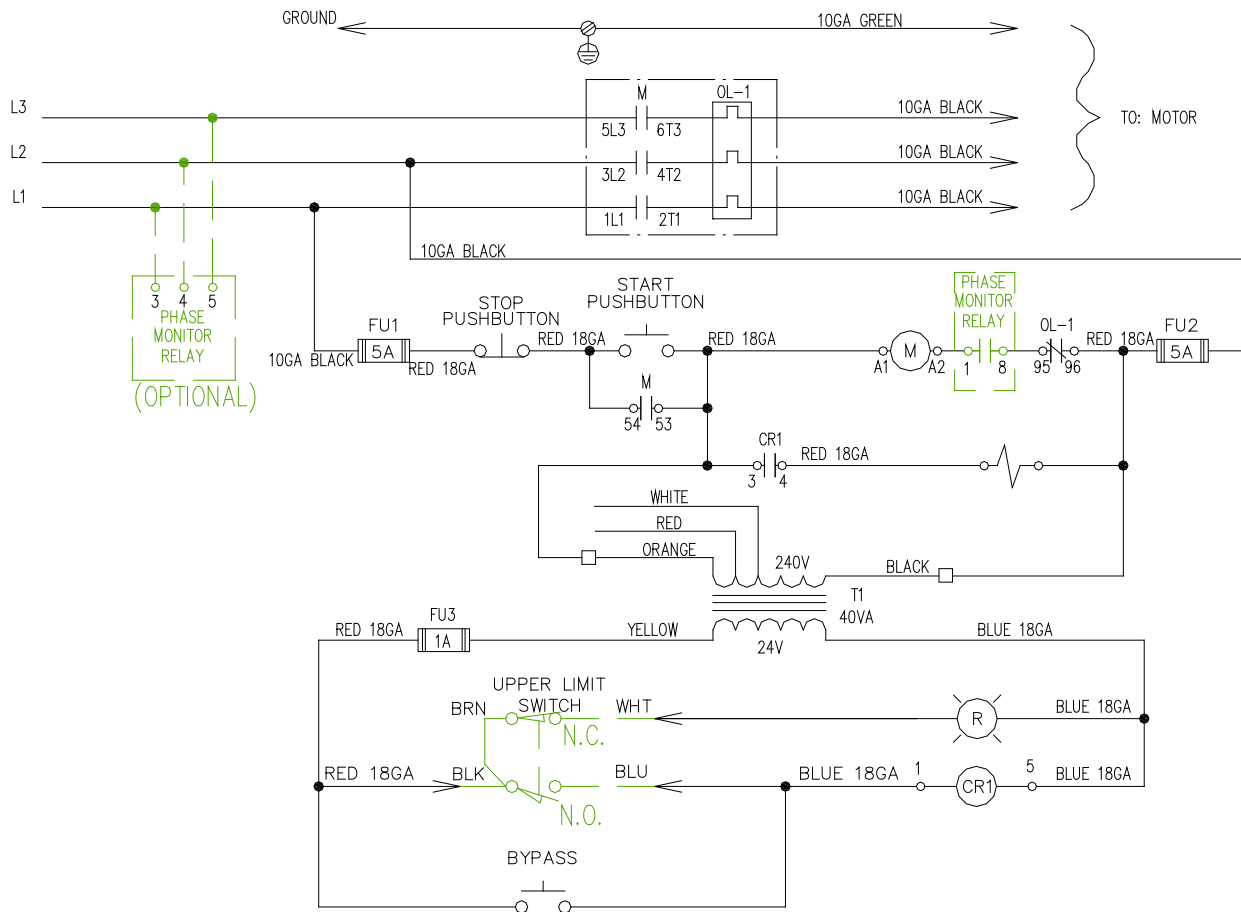 GROUND
10GA GREEN
L3
M
OL-1
10GA BLACK
5L3
6T3
TO: MOTOR
L2
10GA BLACK
3L2
4T2
L1
10GA BLACK
1L1
2T1
10GA BLACK
3
4
5
PHASE
MONITOR
RELAY
(OPTIONAL)
10GA BLACK
FU1
5A
RED 18GA
STOP
PUSHBUTTON
RED 18GA
START
PUSHBUTTON
RED 18GA
M
A1
A2
PHASE
MONITOR
RELAY
1
8
OL-1
95
96
RED 18GA
FU2
5A
M
54
53
CR1
3
4
RED 18GA
WHITE
RED
ORANGE
240V
BLACK
T1
40VA
24V
RED 18GA
FU3
1A
YELLOW
BLUE 18GA
UPPER LIMIT
SWITCH
BRN
WHT
N.C.
R
BLUE 18GA
RED 18GA
BLK
BLU
N.O.
BLUE 18GA
1
CR1
5
BLUE 18GA
BYPASS